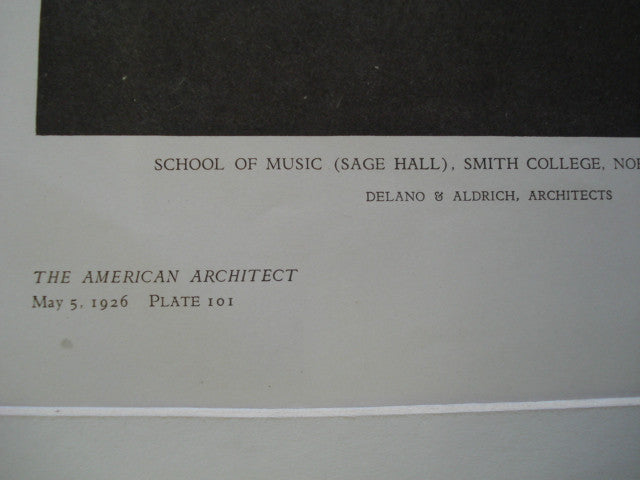 SCHOOL OF MUSIC (SAGE HALL), SMITH COLLEGE,
DELANO & ALDRICH, ARCHITECTS
THE AMERICAN ARCHITECT
May 5, 1926 PLATE 101